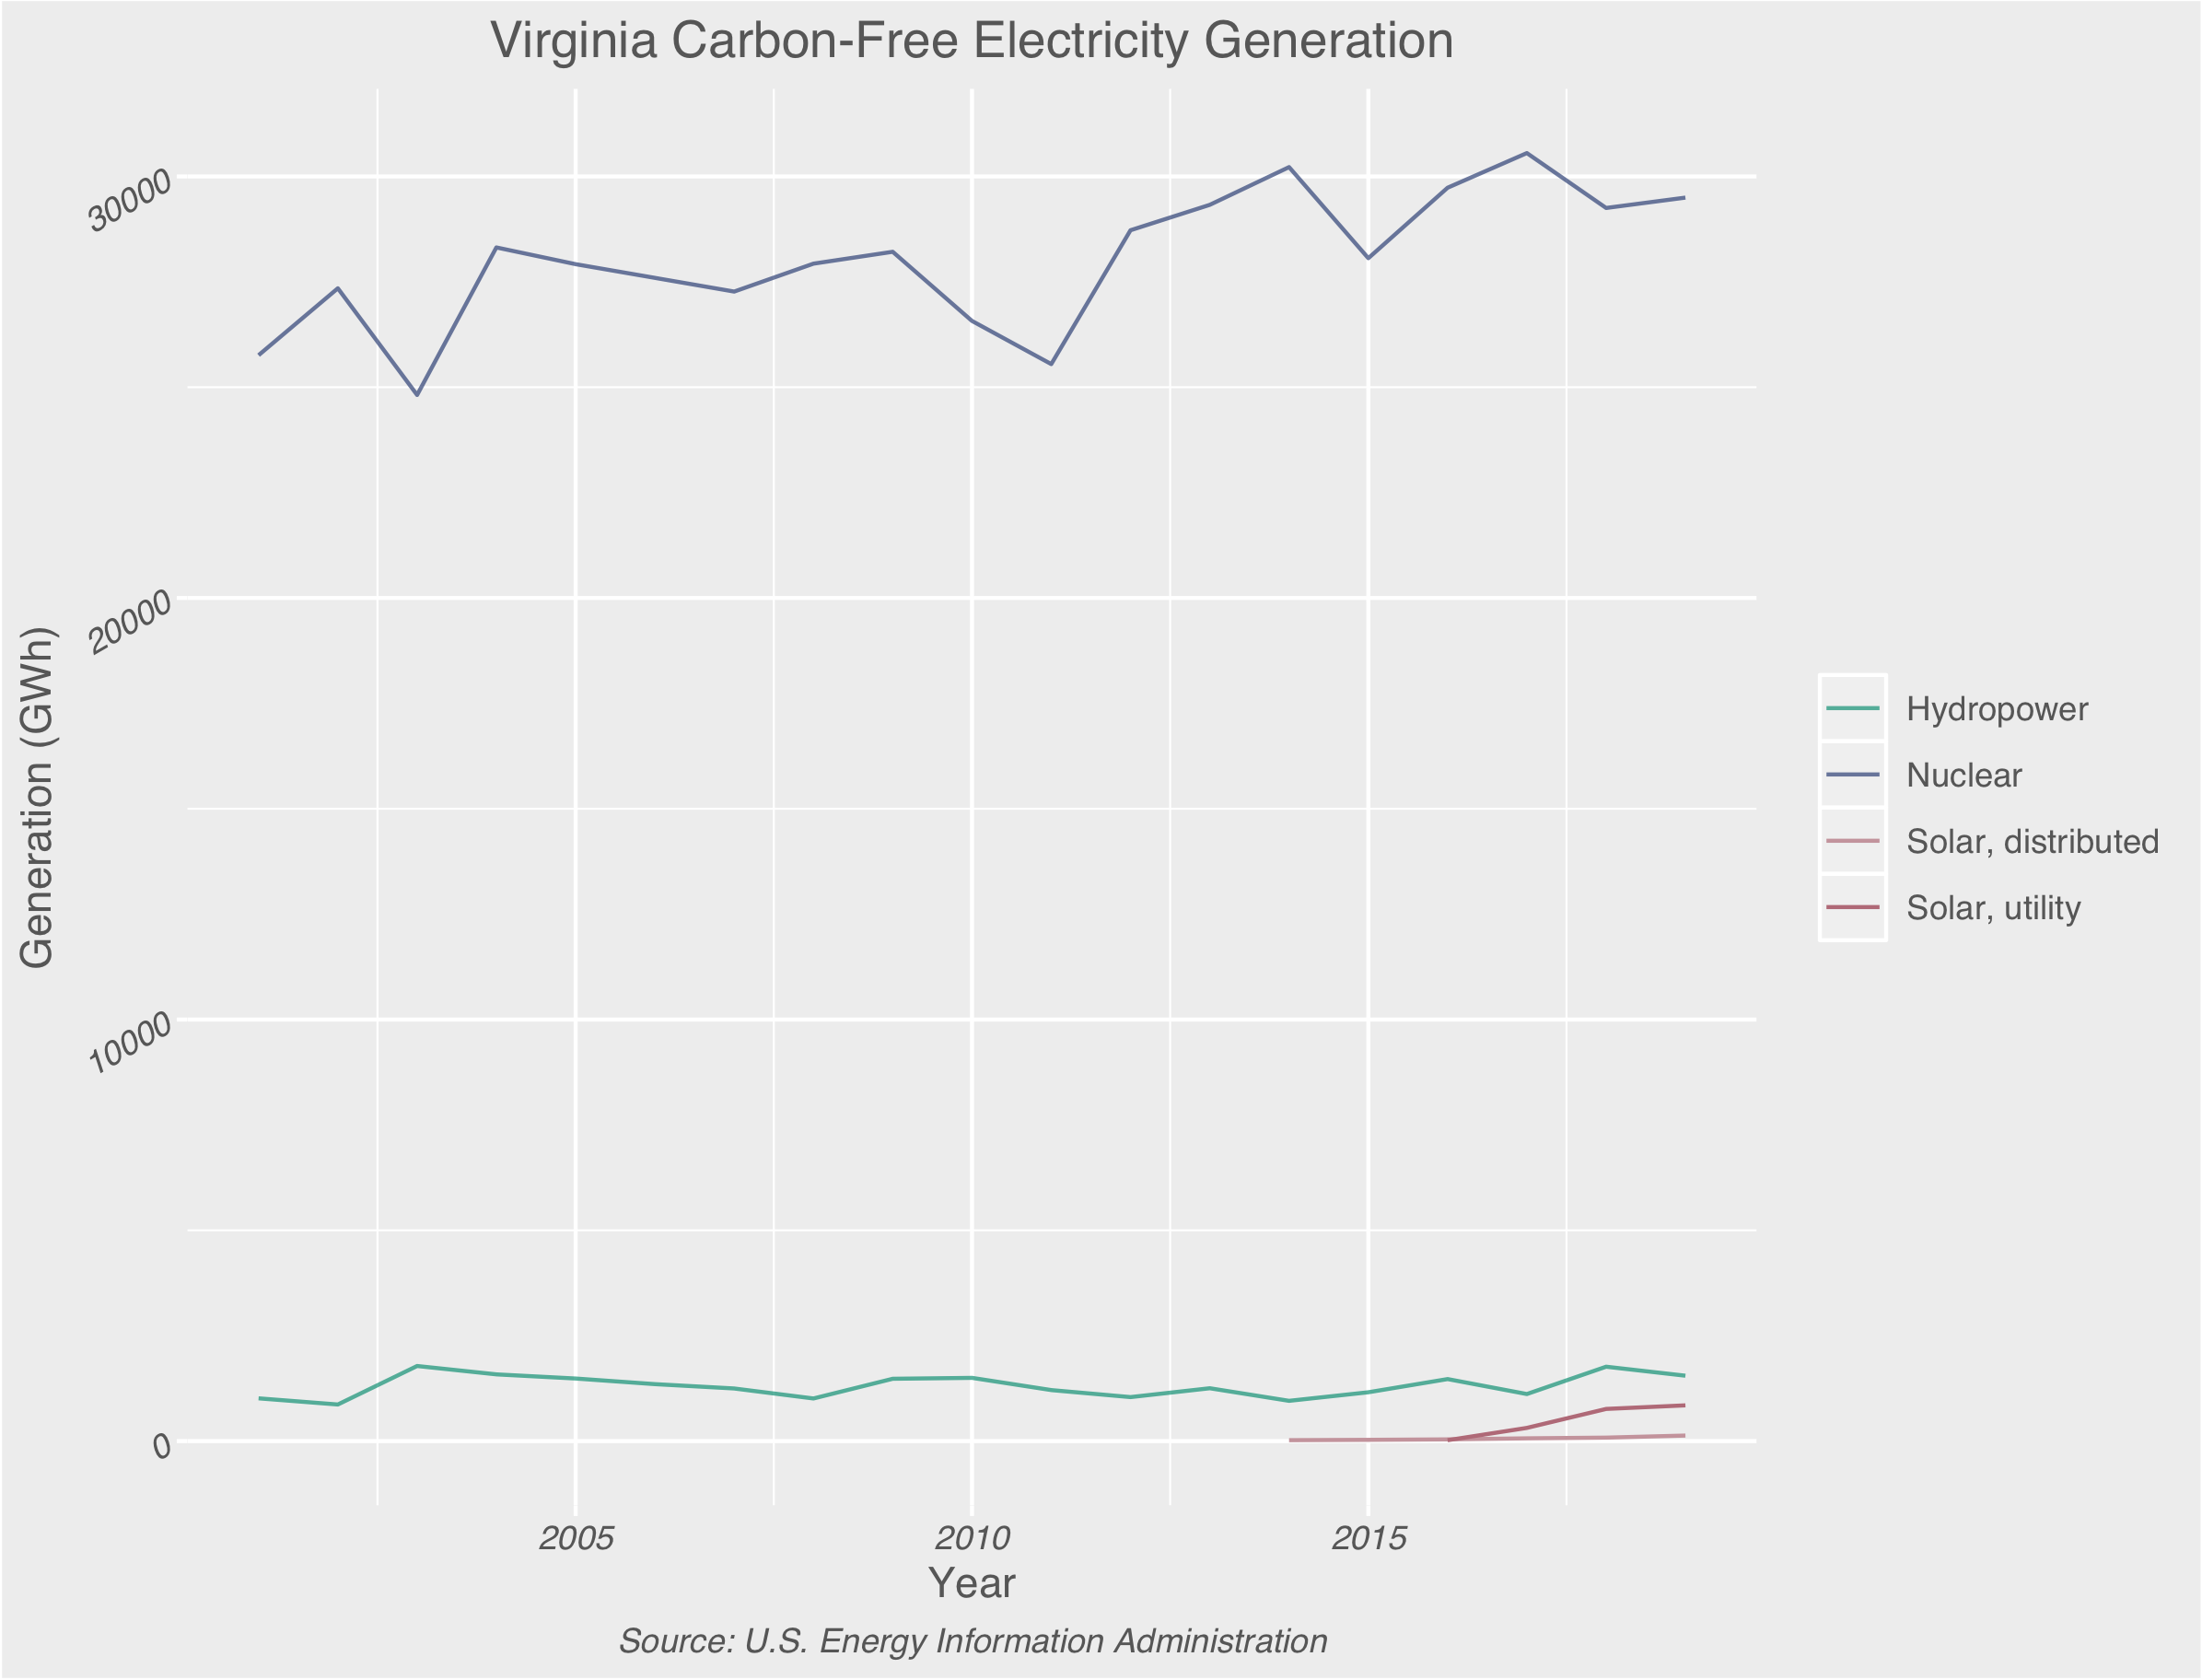 Virginia Carbon-Free Electricity Generation
Generation (GWh)
30000
20000
10000
0
2005 2010 2015
Year
Source: U.S. Energy Information Administration
Hydropower
Nuclear
Solar, distributed
Solar, utility